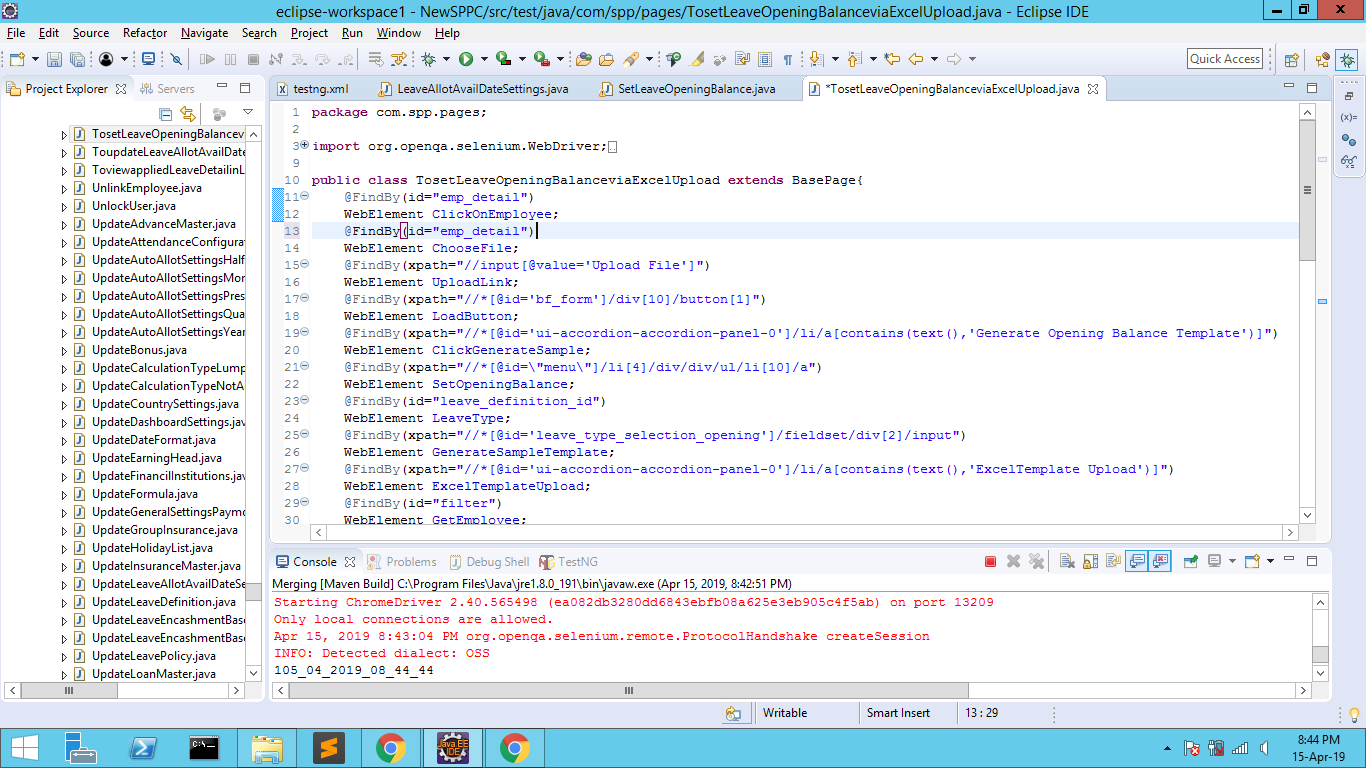 eclipse-workspace1 - NewSPPC/src/test/java/com/spp/pages/TosetLeaveOpeningBalanceviaExcelUpload.java - Eclipse IDE
File Edit Source Refactor Navigate Search Project Run Window Help
Quick Access
Project Explorer Servers
testng.xml LeaveAllotAvailDateSettings.java SetLeaveOpeningBalance.java *TosetLeaveOpeningBalanceviaExcelUpload.java
TosetLeaveOpeningBalancev
ToupdateLeaveAllotAvailDate
ToviewappliedLeaveDetailinL
UnlinkEmployee.java
UnlockUser.java
UpdateAdvanceMaster.java
UpdateAttendanceConfigurat
UpdateAutoAllotSettingsHalf
UpdateAutoAllotSettingsMon
UpdateAutoAllotSettingsPres
UpdateAutoAllotSettingsQua
UpdateAutoAllotSettingsYear
UpdateBonus.java
UpdateCalculationTypeLump
UpdateCalculationTypeNotA
UpdateCountrySettings.java
UpdateDashboardSettings.jav
UpdateDateFormat.java
UpdateEarningHead.java
UpdateFinancilInstitutions.jav
UpdateFormula.java
UpdateGeneralSettingsPaymo
UpdateGroupInsurance.java
UpdateHolidayList.java
UpdateInsuranceMaster.java
UpdateLeaveAllotAvailDateSe
UpdateLeaveDefinition.java
UpdateLeaveEncashmentBase
UpdateLeaveEncashmentBase
UpdateLeavePolicy.java
UpdateLoanMaster.java
1 package com.spp.pages;
2
3 import org.openqa.selenium.WebDriver;
9
10 public class TosetLeaveOpeningBalanceviaExcelUpload extends BasePage{
11 @FindBy(id="emp_detail")
12 WebElement ClickOnEmployee;
13 @FindBy(id="emp_detail")
14 WebElement ChooseFile;
15 @FindBy(xpath="//input[@value='Upload File']")
16 WebElement UploadLink;
17 @FindBy(xpath="//*[@id='bf_form']/div[10]/button[1]")
18 WebElement LoadButton;
19 @FindBy(xpath="//*[@id='ui-accordion-accordion-panel-0']/li/a[contains(text(),'Generate Opening Balance Template')]")
20 WebElement ClickGenerateSample;
21 @FindBy(xpath="//*[@id=\"menu\"]/li[4]/div/div/ul/li[10]/a")
22 WebElement SetOpeningBalance;
23 @FindBy(id="leave_definition_id")
24 WebElement LeaveType;
25 @FindBy(xpath="//*[@id='leave_type_selection_opening']/fieldset/div[2]/input")
26 WebElement GenerateSampleTemplate;
27 @FindBy(xpath="//*[@id='ui-accordion-accordion-panel-0']/li/a[contains(text(),'ExcelTemplate Upload')]")
28 WebElement ExcelTemplateUpload;
29 @FindBy(id="filter")
30 WebElement GetEmployee;
Console Problems Debug Shell TestNG
Merging [Maven Build] C:\Program Files\Java\jre1.8.0_191\bin\javaw.exe (Apr 15, 2019, 8:42:51 PM)
Starting ChromeDriver 2.40.565498 (ea082db3280dd6843ebfb08a625e3eb905c4f5ab) on port 13209
Only local connections are allowed.
Apr 15, 2019 8:43:04 PM org.openqa.selenium.remote.ProtocolHandshake createSession
INFO: Detected dialect: OSS
105_04_2019_08_44_44
Writable Smart Insert 13 : 29
Java EE IDE
8:44 PM
15-Apr-19